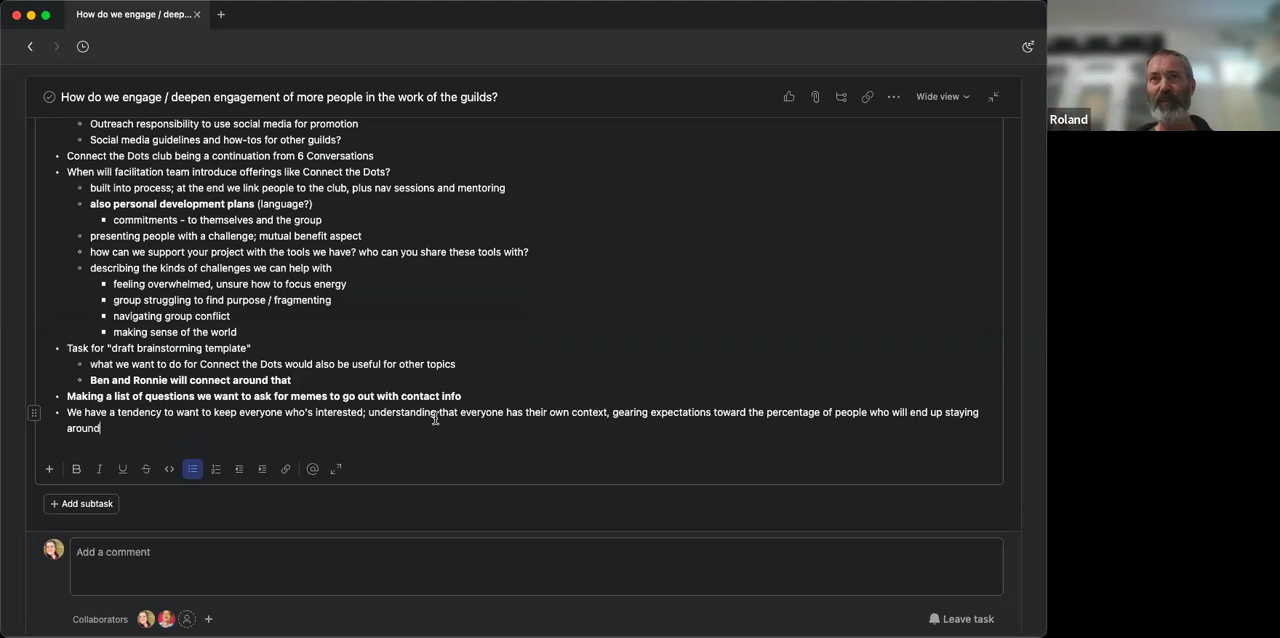 How do we engage / deep...
How do we engage / deepen engagement of more people in the work of the guilds?
Wide view
Roland
Outreach responsibility to use social media for promotion
Social media guidelines and how-tos for other guilds?
Connect the Dots club being a continuation from 6 Conversations
When will facilitation team introduce offerings like Connect the Dots?
built into process; at the end we link people to the club, plus nav sessions and mentoring
also personal development plans (language?)
commitments - to themselves and the group
presenting people with a challenge; mutual benefit aspect
how can we support your project with the tools we have? who can you share these tools with?
describing the kinds of challenges we can help with
feeling overwhelmed, unsure how to focus energy
group struggling to find purpose / fragmenting
navigating group conflict
making sense of the world
Task for "draft brainstorming template"
what we want to do for Connect the Dots would also be useful for other topics
Ben and Ronnie will connect around that
Making a list of questions we want to ask for memes to go out with contact info
We have a tendency to want to keep everyone who's interested; understanding that everyone has their own context, gearing expectations toward the percentage of people who will end up staying
around
B I U S
Add subtask
Add a comment
Collaborators
Leave task